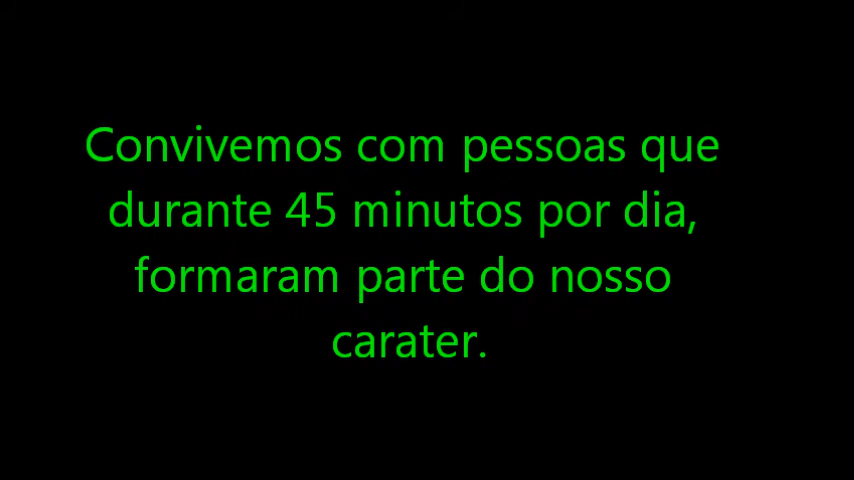 Convivemos com pessoas que
durante 45 minutos por dia,
formaram parte do nosso
carater.